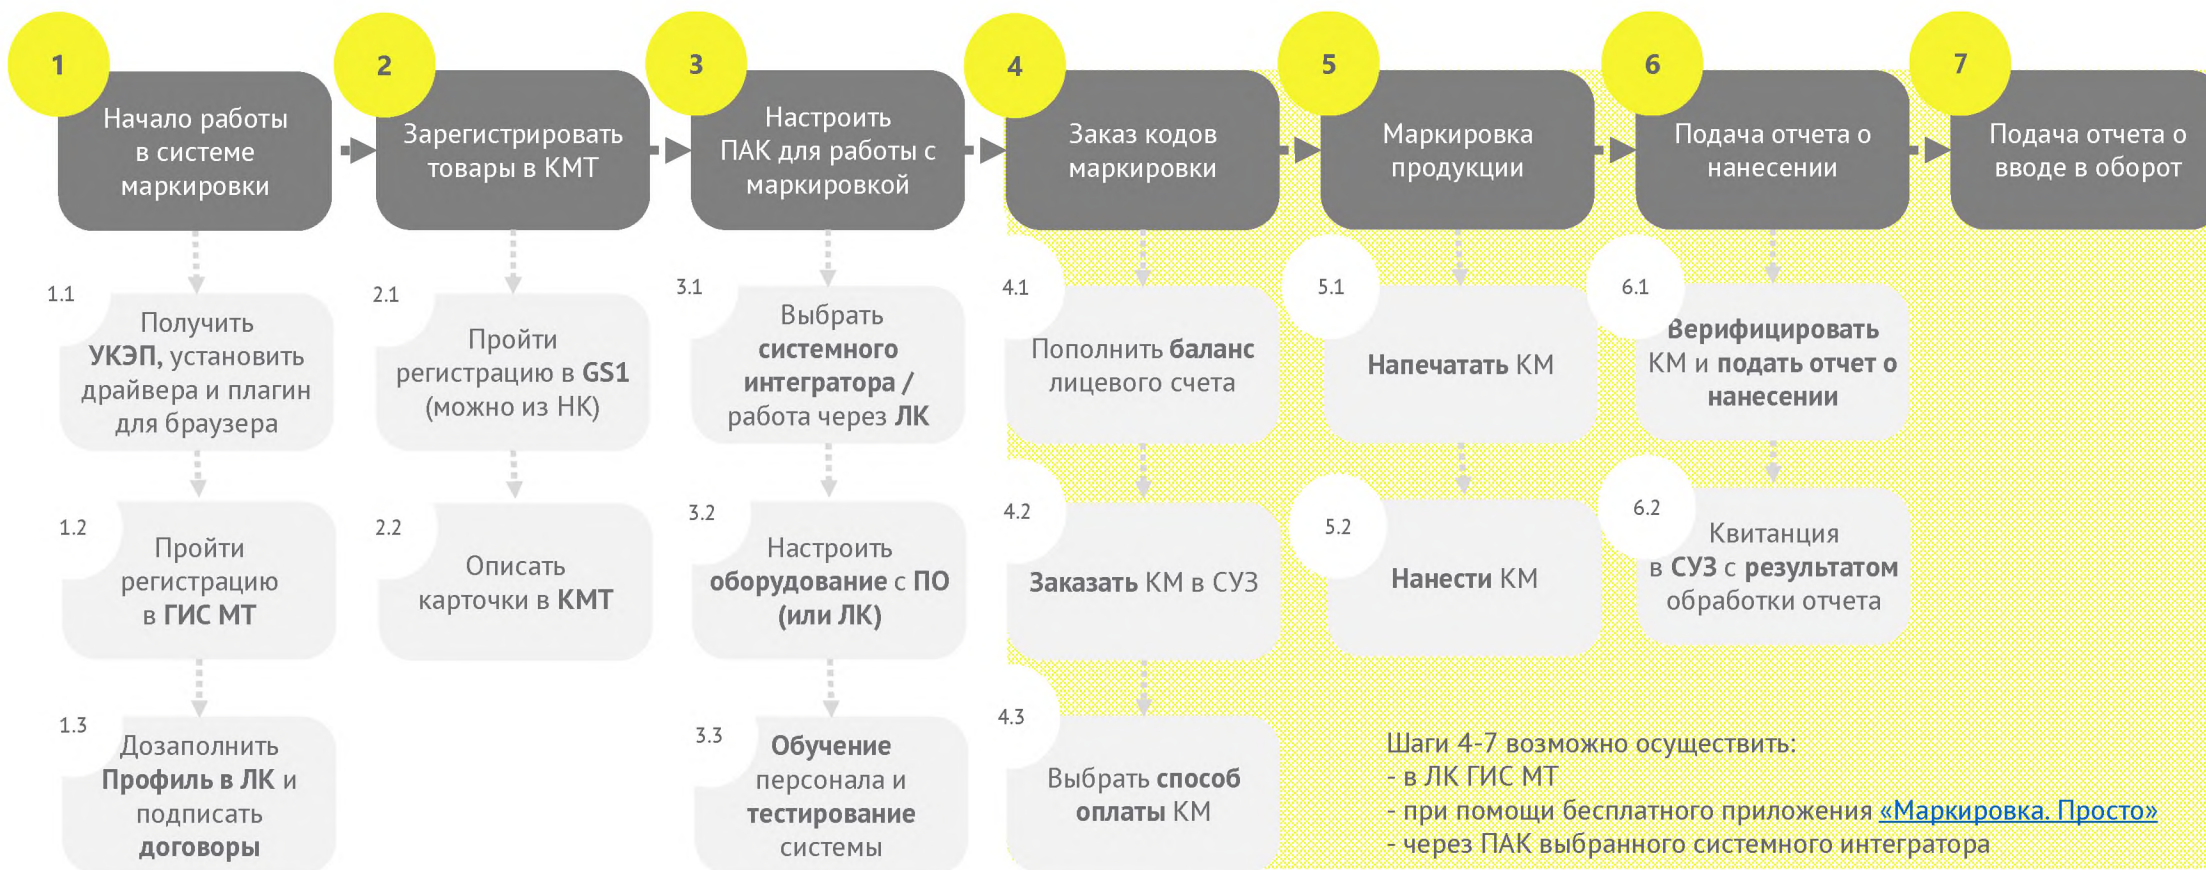 1
Начало работы
в системе
маркировки
2
Зарегистрировать
товары в КМТ
3
Настроить
ПАК для работы с
маркировкой
4
Заказ кодов
маркировки
5
Маркировка
продукции
6
Подача отчета о
нанесении
7
Подача отчета о
вводе в оборот
1.1
Получить
УКЭП, установить
драйвера и плагин
для браузера
1.2
Пройти
регистрацию
в ГИС МТ
1.3
Дозаполнить
Профиль в ЛК и
подписать
договоры
2.1
Пройти
регистрацию в GS1
(можно из НК)
2.2
Описать
карточки в КМТ
3.1
Выбрать
системного
интегратора /
работа через ЛК
3.2
Настроить
оборудование с ПО
(или ЛК)
3.3
Обучение
персонала и
тестирование
системы
4.1
Пополнить баланс
лицевого счета
4.2
Заказать КМ в СУЗ
4.3
Выбрать способ
оплаты КМ
5.1
Напечатать КМ
5.2
Нанести КМ
6.1
Верифицировать
КМ и подать отчет о
нанесении
6.2
Квитанция
в СУЗ с результатом
обработки отчета
Шаги 4-7 возможно осуществить:
- в ЛК ГИС МТ
- при помощи бесплатного приложения «Маркировка. Просто»
- через ПАК выбранного системного интегратора